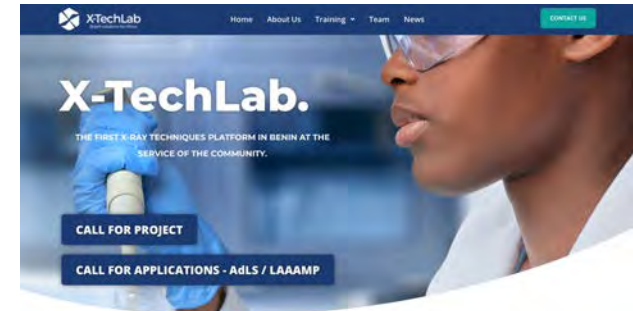 X-TechLab
Home About Us Training Team News
CONTACT US
X-TechLab.
THE FIRST X-RAY TECHNIQUES PLATFORM IN BENIN AT THE
SERVICE OF THE COMMUNITY.
CALL FOR PROJECT
CALL FOR APPLICATIONS - AdLS / LAAAMP